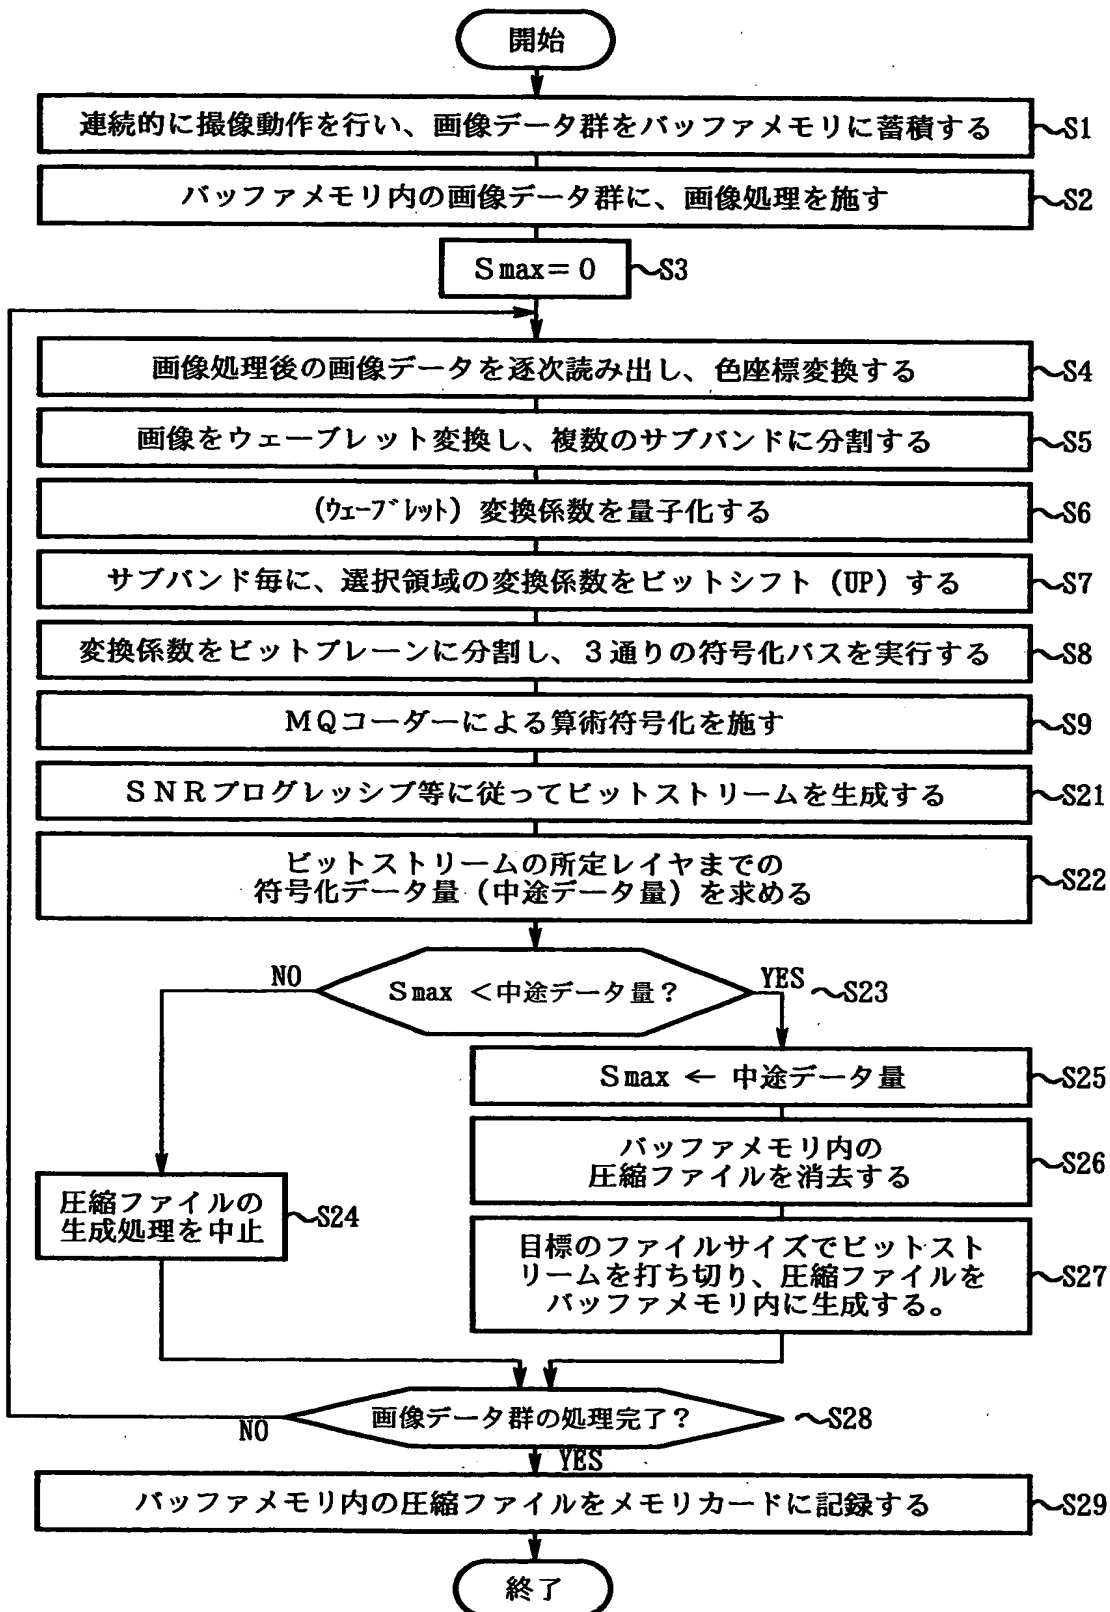 開始
連続的に撮像動作を行い、画像データ群をバッファメモリに蓄積する
S1
バッファメモリ内の画像データ群に、画像処理を施す
S2
Smax=0
S3
画像処理後の画像データを逐次読み出し、色座標変換する
S4
画像をウェーブレット変換し、複数のサブバンドに分割する
S5
(ウェーブレット) 変換係数を量子化する
S6
サブバンド毎に、選択領域の変換係数をビットシフト (UP) する
S7
変換係数をビットプレーンに分割し、3通りの符号化パスを実行する
S8
MQコーダーによる算術符号化を施す
S9
SNRプログレッシブ等に従ってビットストリームを生成する
S21
ビットストリームの所定レイヤまでの
符号化データ量 (中途データ量) を求める
S22
NO
Smax <中途データ量?
YES
S23
Smax ← 中途データ量
S25
バッファメモリ内の
圧縮ファイルを消去する
S26
圧縮ファイルの
生成処理を中止
S24
目標のファイルサイズでビットスト
リームを打ち切り、圧縮ファイルを
バッファメモリ内に生成する。
S27
画像データ群の処理完了?
S28
NO
YES
バッファメモリ内の圧縮ファイルをメモリカードに記録する
S29
終了